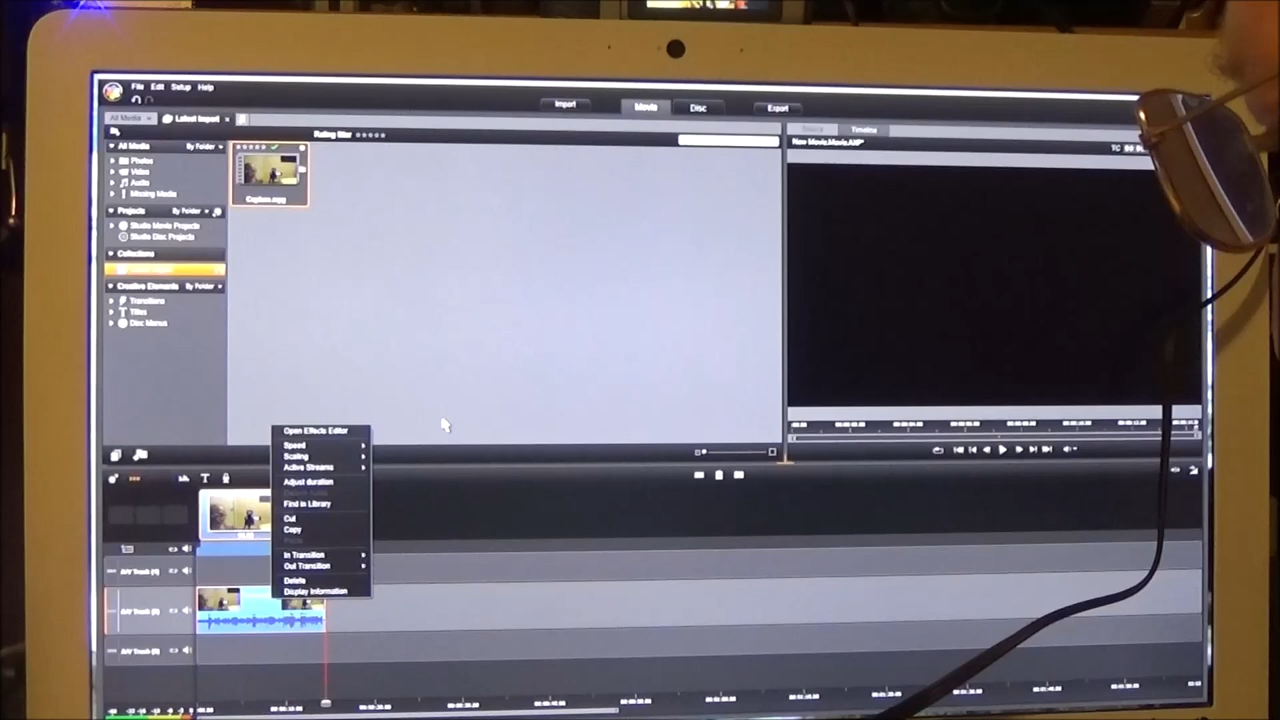 File Edit Setup Help
Import Movie Disc Export
All Media Latest Import
Rating filter
Timeline
New Movie.Movie.AXP*
TC
All Media By Folder
Photos
Video
Audio
Missing Media
Projects By Folder
Studio Movie Projects
Studio Disc Projects
Collections
Creative Elements By Folder
Transitions
Titles
Disc Menus
Capture.mpg
Open Effects Editor
Speed
Scaling
Active Streams
Adjust duration
Find in Library
Cut
Copy
In Transition
Out Transition
Delete
Display Information
A/V Track (1)
A/V Track (2)
A/V Track (3)